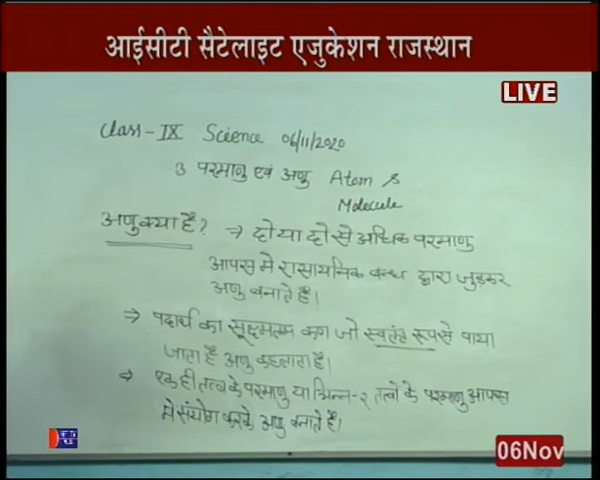 आईसीटी सैटेलाइट एजुकेशन राजस्थान
LIVE
Class-IX Science 06/11/2020
3 परमाणु एवं अणु Atom &
Molecule
अणु क्या है? → दो या दो से अधिक परमाणु
आपस मे रासायनिक बन्ध द्वारा जुडकर
अणु बनाते है।
⇒ पदार्थ का सूक्ष्मतम कण जो स्वतंत्र रूप से पाया
जाता है अणु कहलाता है।
⇒ एक ही तत्व के परमाणु या भिन्न-२ तत्वो के परमाणु आपस
मे संयोग करके अणु बनाते है।
06Nov